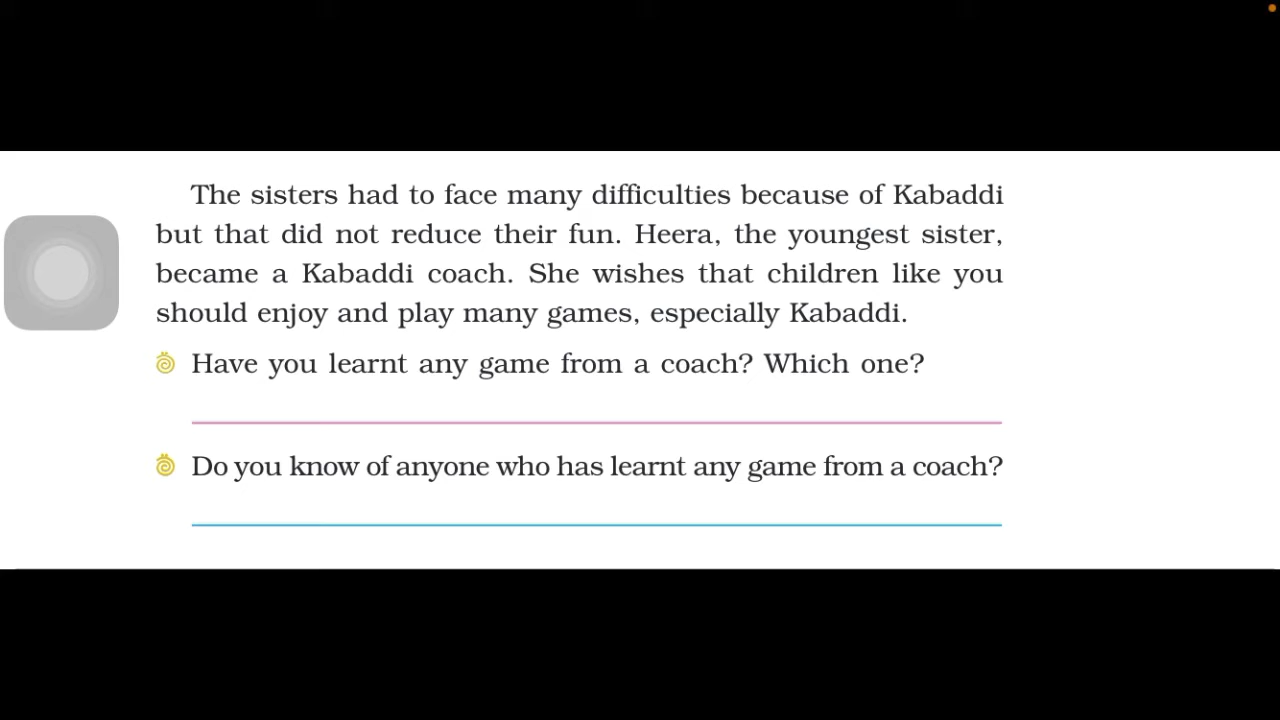 The sisters had to face many difficulties because of Kabaddi
but that did not reduce their fun. Heera, the youngest sister,
became a Kabaddi coach. She wishes that children like you
should enjoy and play many games, especially Kabaddi.
Have you learnt any game from a coach? Which one?
Do you know of anyone who has learnt any game from a coach?